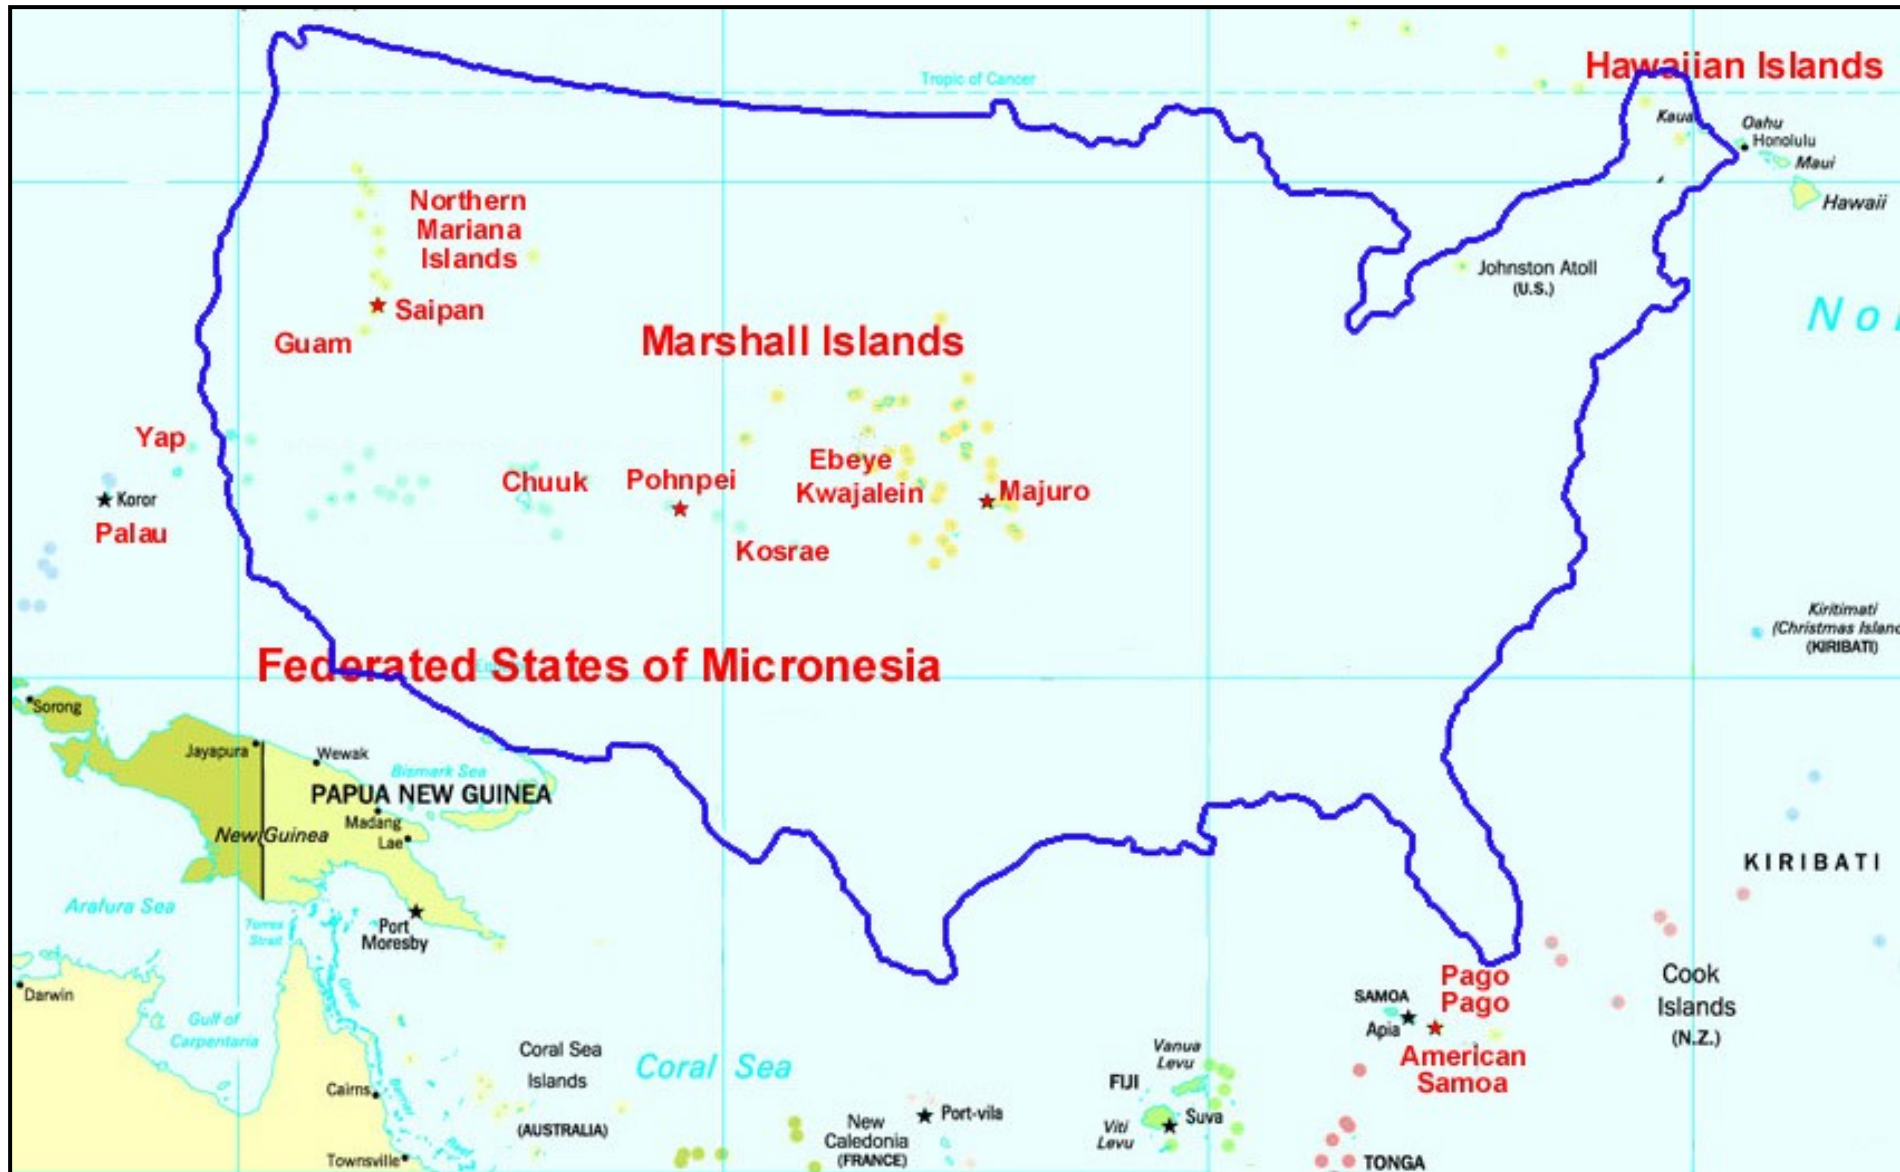 Tropic of Cancer
Hawaiian Islands
Oahu
Honolulu
Maui
Hawaii
Northern
Mariana
Islands
Johnston Atoll
(U.S.)
Saipan
Guam
Marshall Islands
Yap
Ebeye
Chuuk
Pohnpei
Kwajalein
Majuro
Koror
Palau
Kosrae
Kiritimati
(KIRIBATI)
Federated States of Micronesia
Sorong
Jayapura
Wewak
Bismark Sea
PAPUA NEW GUINEA
Madang
New Guinea
Lae
KIRIBATI
Arafura Sea
Torres
Strait
Port
Moresby
Great
Darwin
Pago
Pago
Cook
Islands
(N.Z.)
SAMOA
Apia
Gulf of
Carpentaria
Coral Sea
Islands
(AUSTRALIA)
Coral Sea
Vanua
Levu
American
Samoa
FIJI
Cairns
Suva
Viti
Levu
Port-vila
New
Caledonia
(FRANCE)
Townsville
TONGA